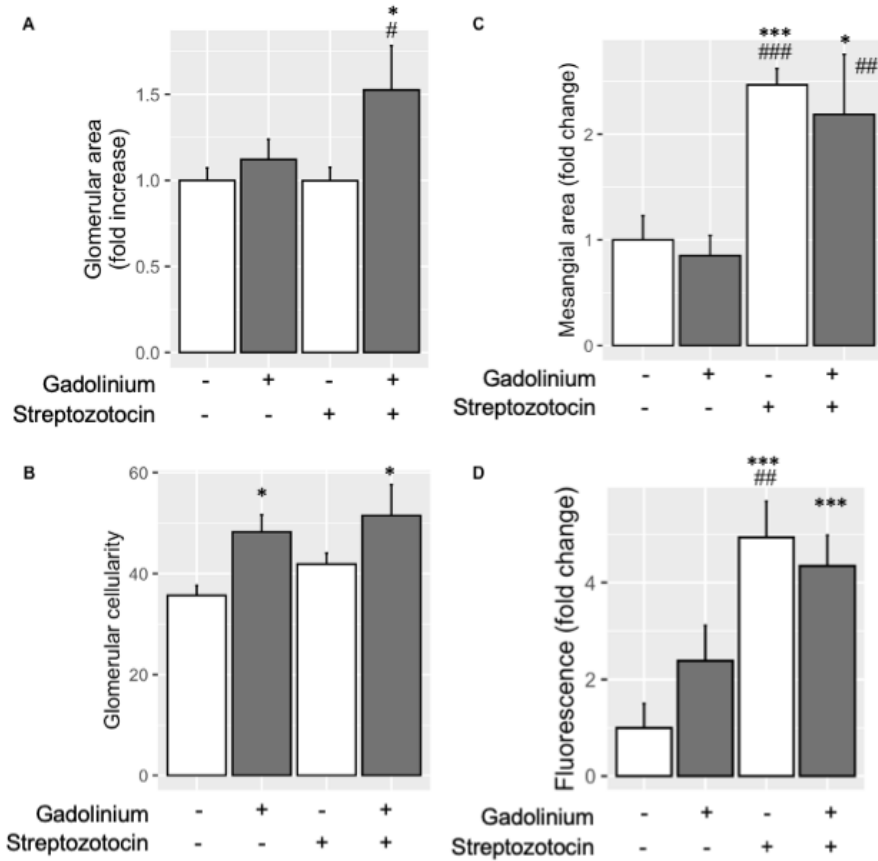 A
*
#
Glomerular area
(fold increase)
1.5
1.0
0.5
0.0
Gadolinium - + - +
Streptozotocin - - + +
C
*** *
### ##
Mesangial area (fold change)
2
1
0
Gadolinium - + - +
Streptozotocin - - + +
B
* *
Glomerular cellularity
60
40
20
0
Gadolinium - + - +
Streptozotocin - - + +
D
***
## ***
Fluorescence (fold change)
4
2
0
Gadolinium - + - +
Streptozotocin - - + +